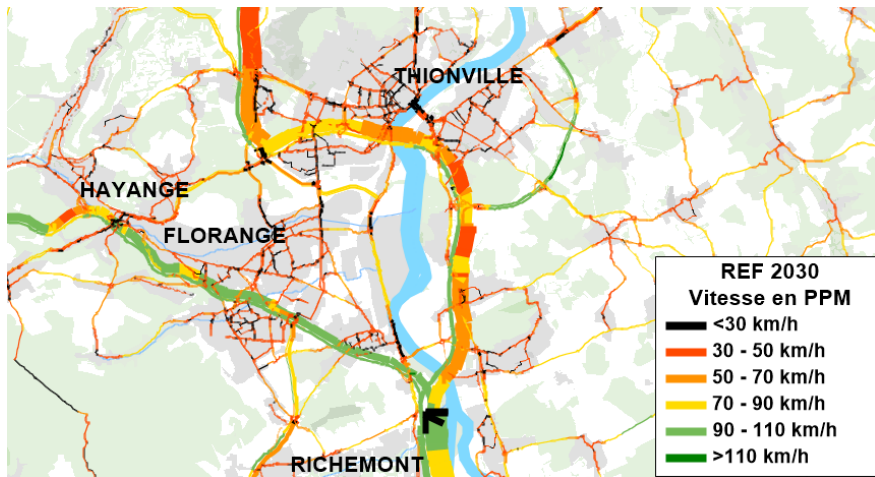 THIONVILLE
HAYANGE
FLORANGE
RICHEMONT
REF 2030
Vitesse en PPM
<30 km/h
30 - 50 km/h
50 - 70 km/h
70 - 90 km/h
90 - 110 km/h
>110 km/h